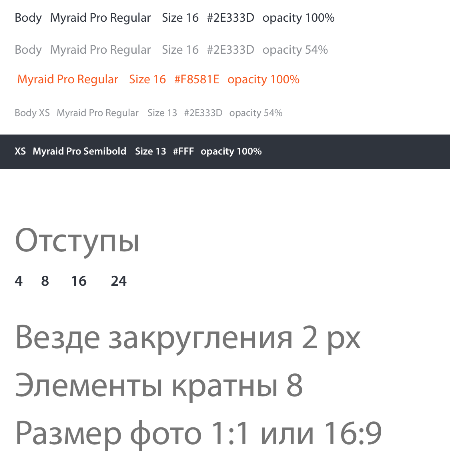 Body Myraid Pro Regular Size 16 #2E333D opacity 100%
Body Myraid Pro Regular Size 16 #2E333D opacity 54%
Myraid Pro Regular Size 16 #F8581E opacity 100%
Body XS Myraid Pro Regular Size 13 #2E333D opacity 54%
XS Myraid Pro Semibold Size 13 #FFF opacity 100%
Отступы
4 8 16 24
Везде закругления 2 px
Элементы кратны 8
Размер фото 1:1 или 16:9